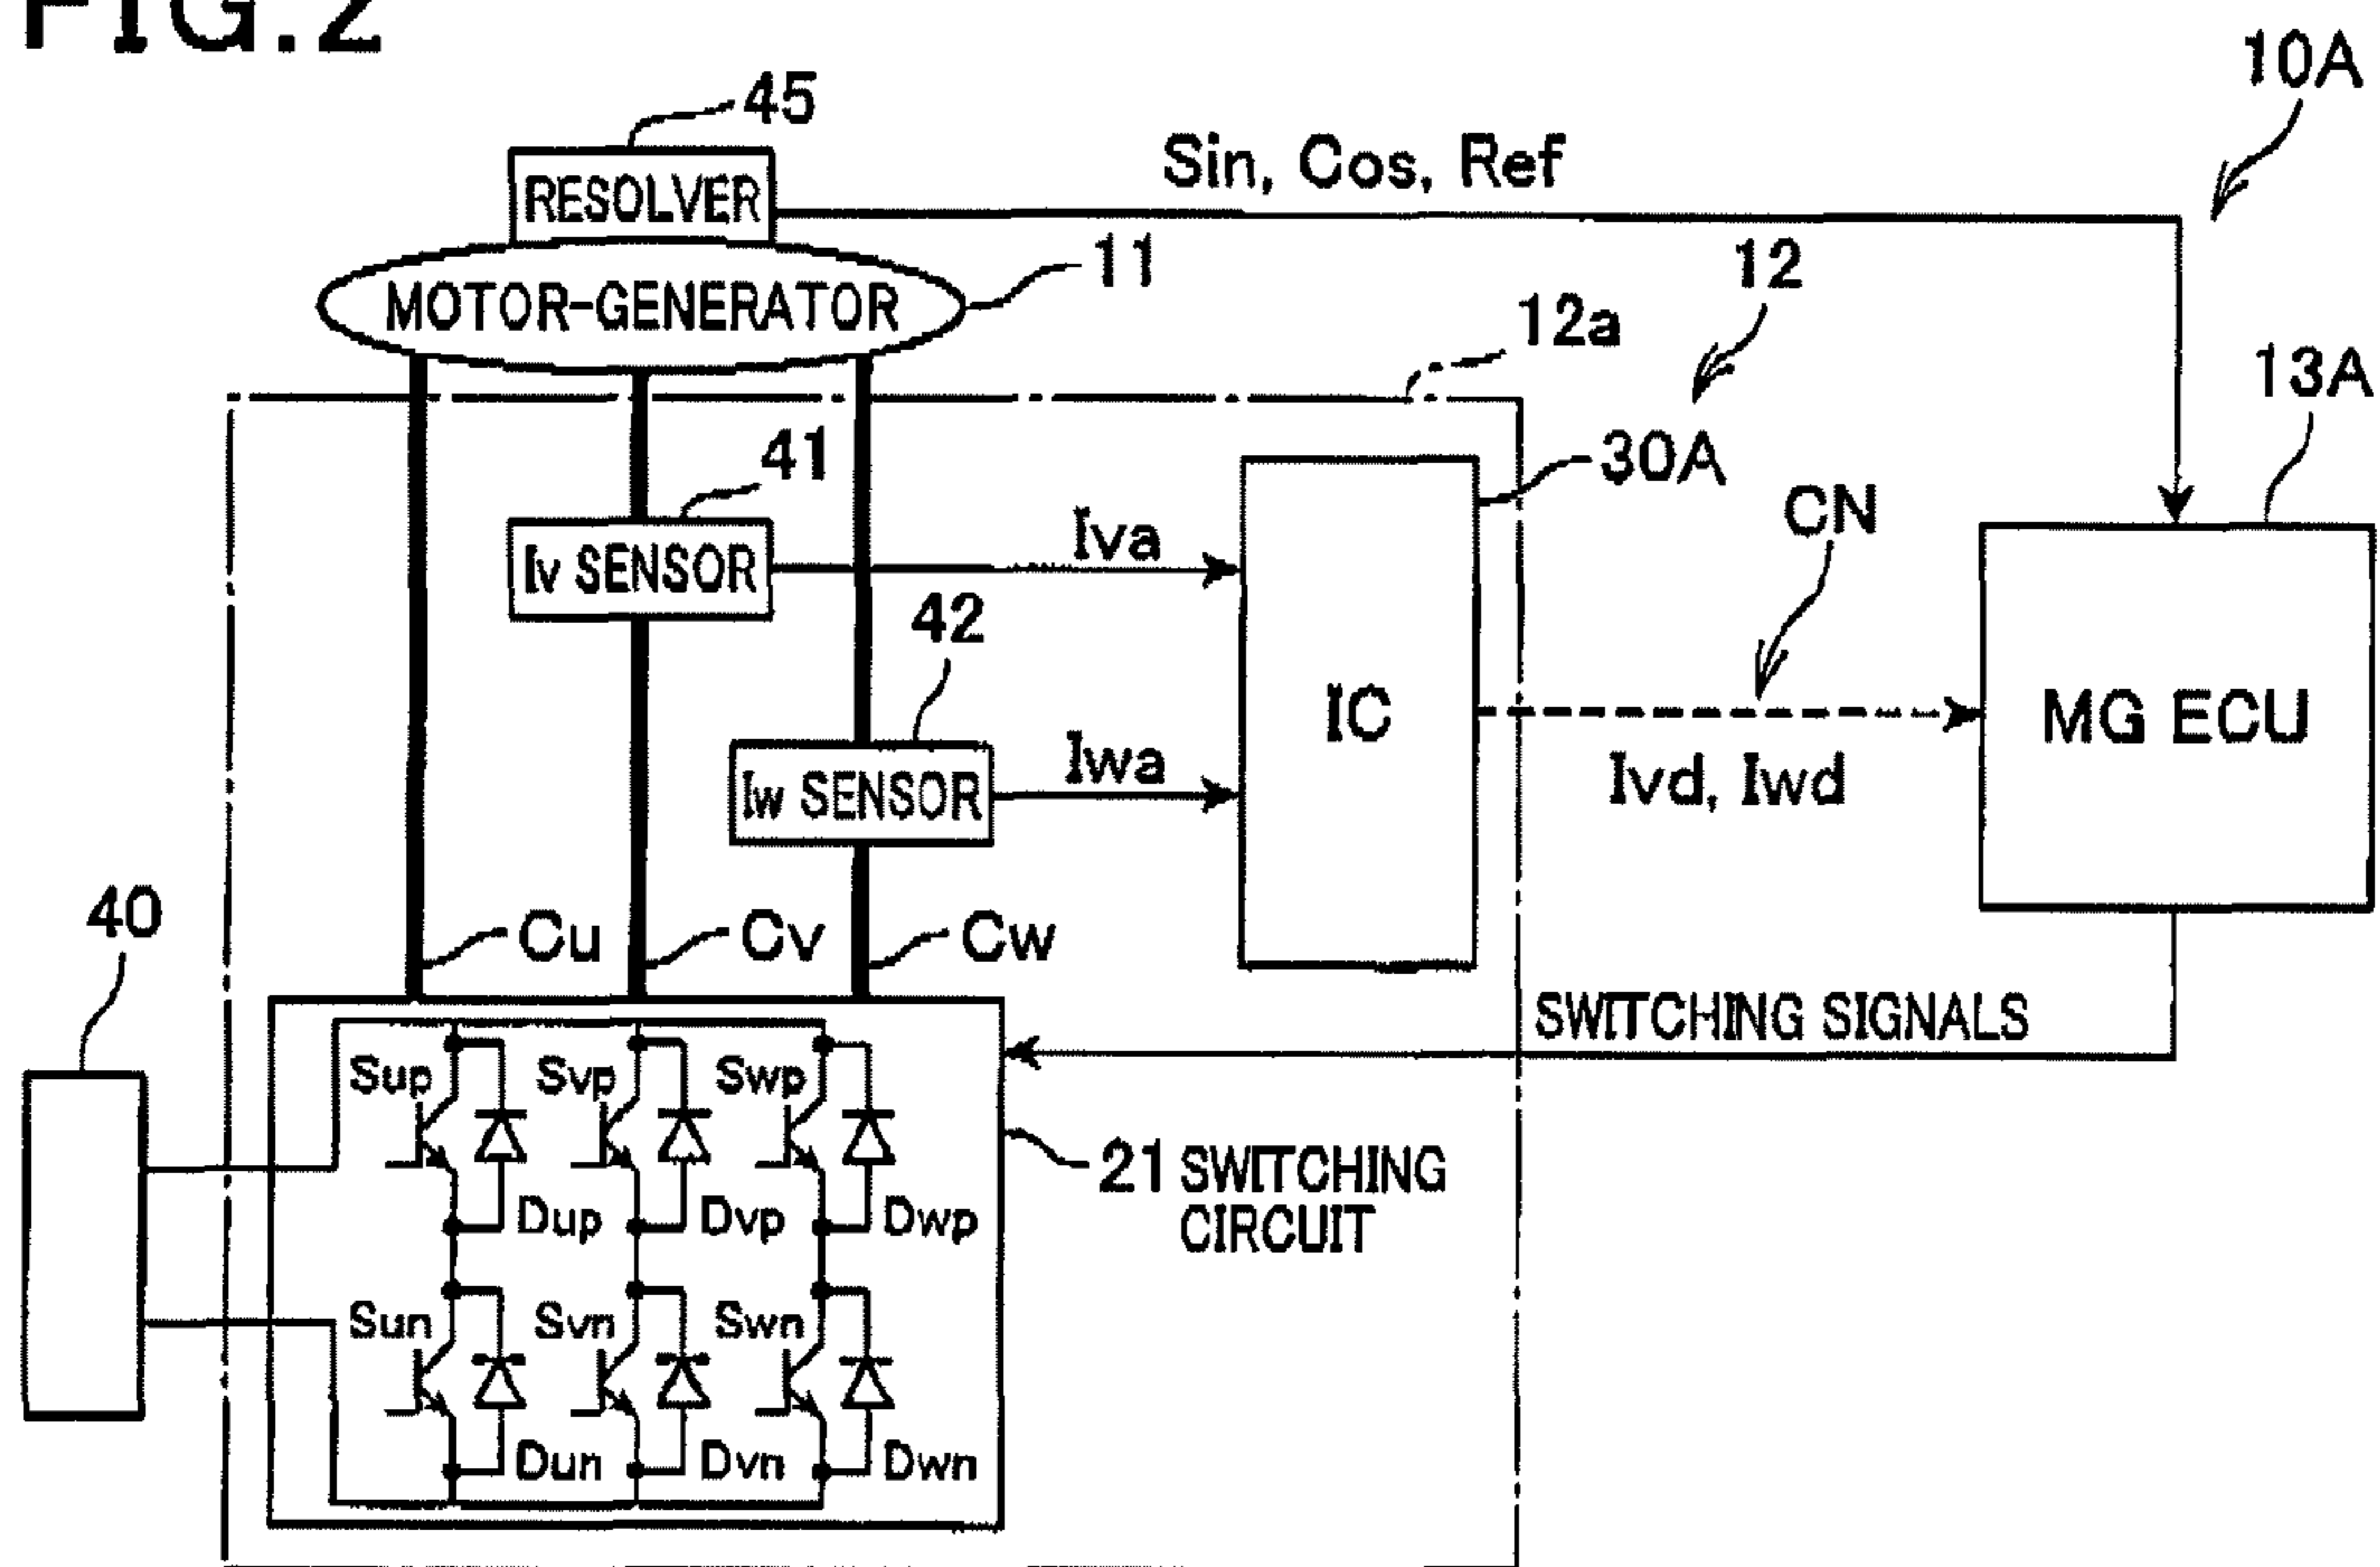 FIG.2
10A
45
Sin, Cos, Ref
RESOLVER
11
12
MOTOR-GENERATOR
12a
13A
41
30A
CN
Iva
Iv SENSOR
42
IC
MG ECU
Iwa
Ivd, Iwd
Iw SENSOR
40
Cu
Cv
Cw
SWITCHING SIGNALS
Sup
Svp
Swp
21 SWITCHING
CIRCUIT
Dup
Dvp
Dwp
Sun
Svn
Swn
Dun
Dvn
Dwn